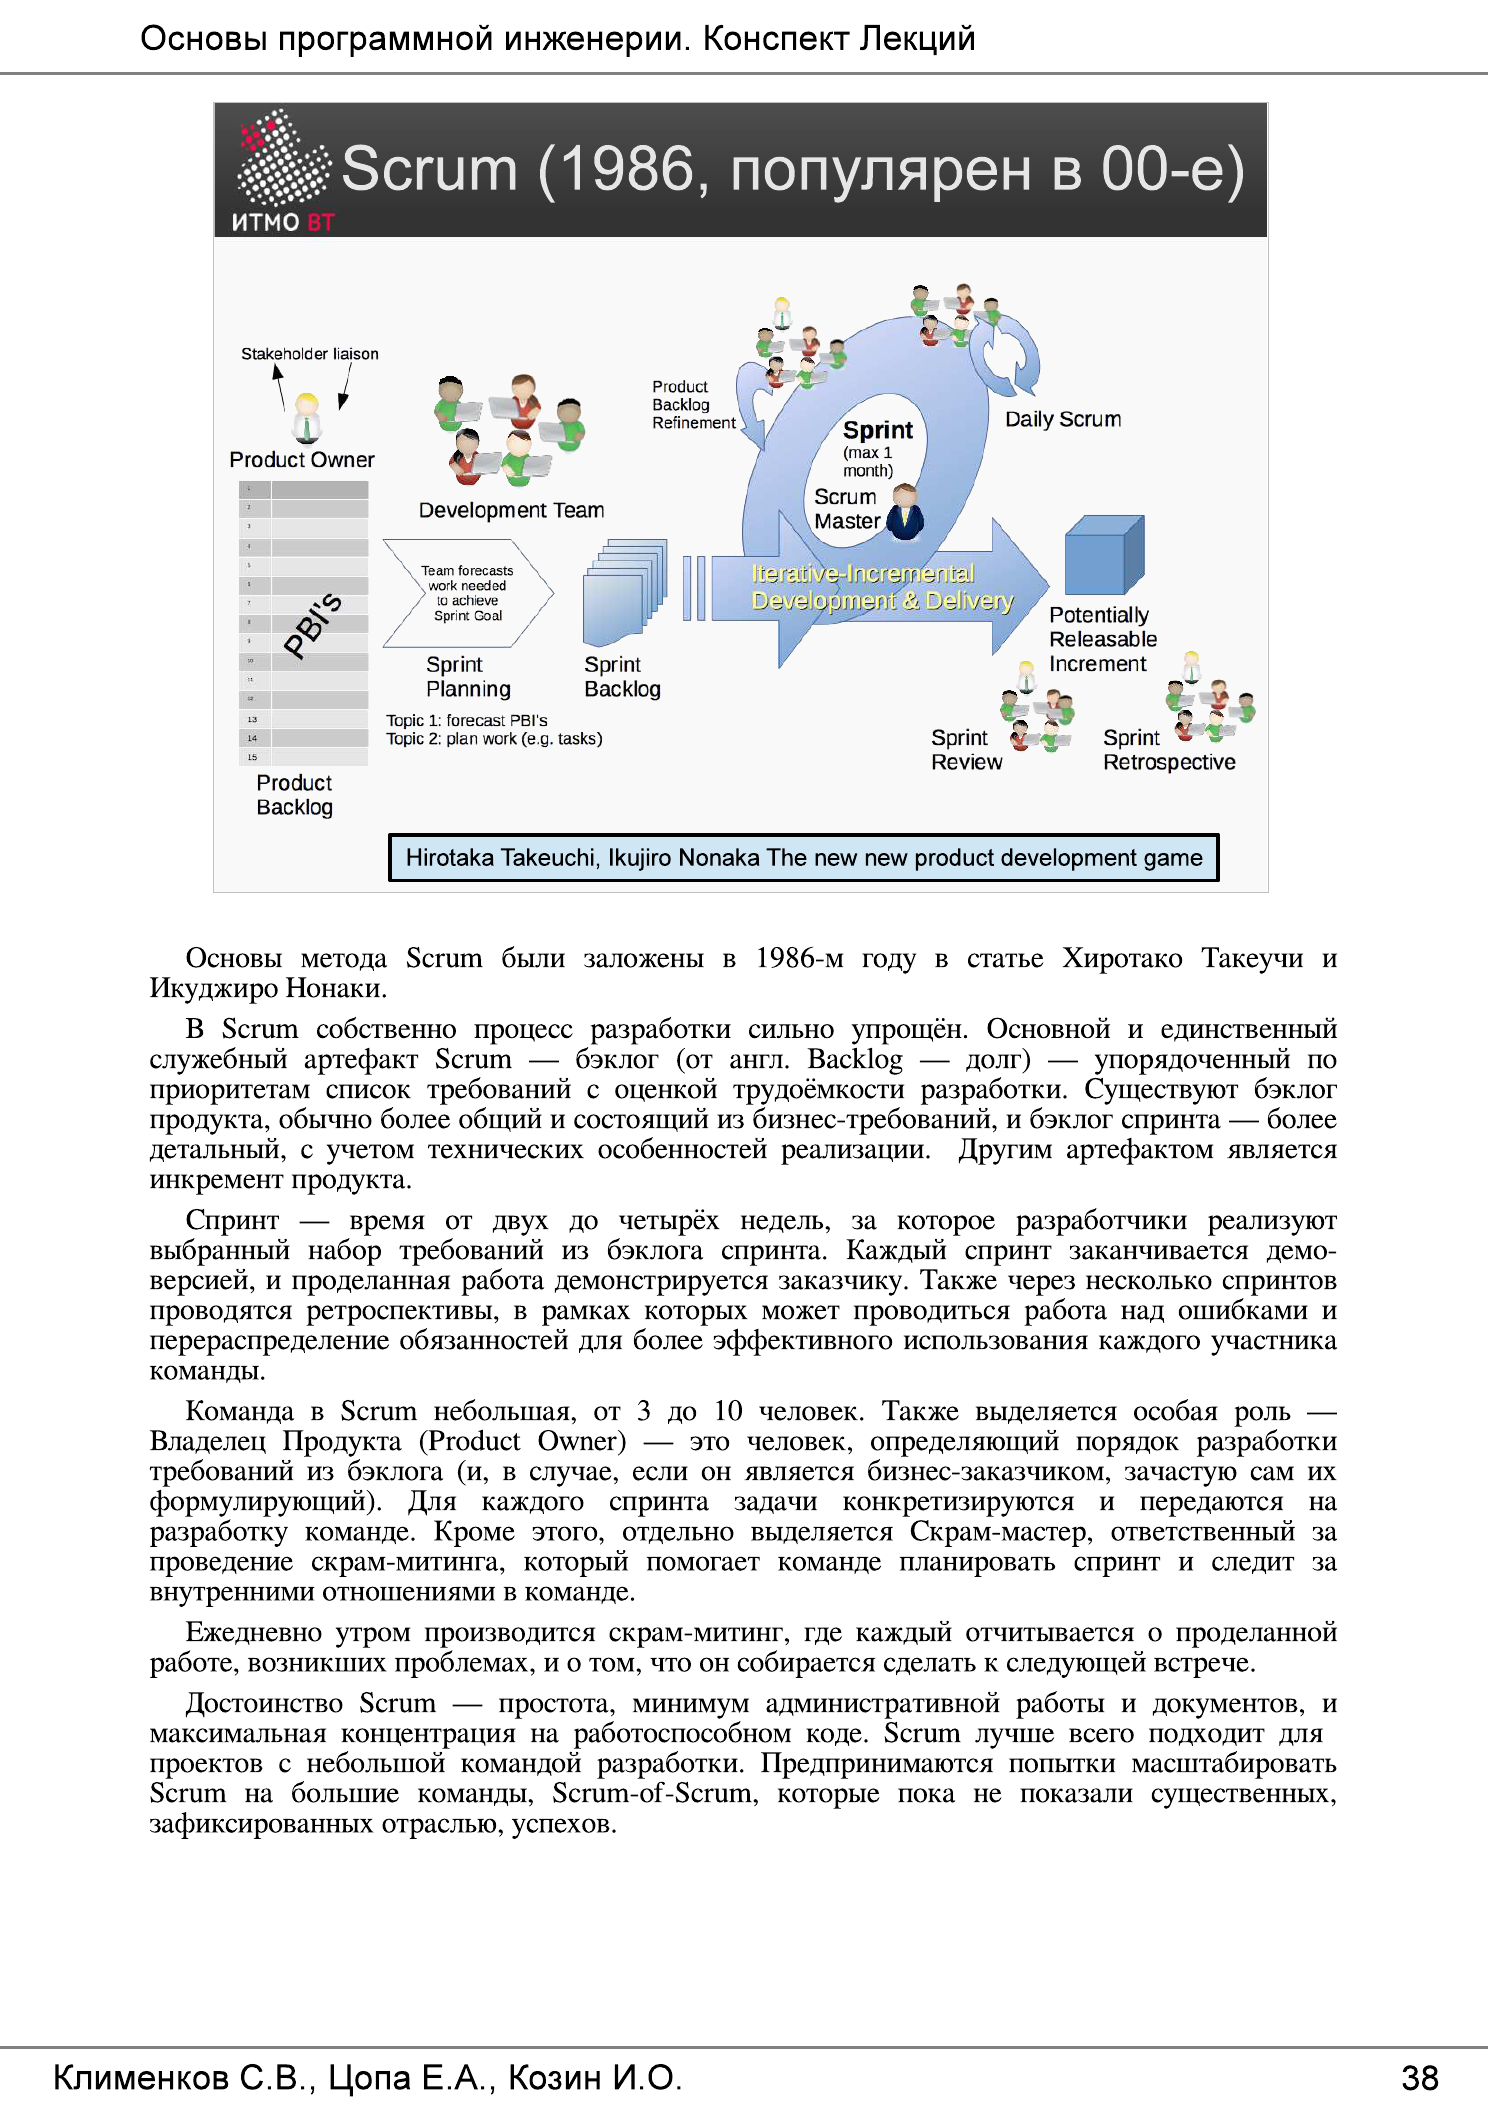 Основы программной инженерии. Конспект Лекций
Scrum (1986, популярен в 00-е)
ИТМО ВТ
Stakeholder liaison
Product Owner
Development Team
Product
Backlog
Refinement
Sprint
(max 1
month)
Scrum
Master
Daily Scrum
1
2
3
4
5
6
7
8
9
10
11
12
13
14
15
PBI's
Product
Backlog
Team forecasts
work needed
to achieve
Sprint Goal
Sprint
Planning
Topic 1: forecast PBI's
Topic 2: plan work (e.g. tasks)
Sprint
Backlog
Iterative-Incremental
Development & Delivery
Potentially
Releasable
Increment
Sprint
Review
Sprint
Retrospective
Hirotaka Takeuchi, Ikujiro Nonaka The new new product development game
Основы метода Scrum были заложены в 1986-м году в статье Хиротако Такеучи и
Икуджиро Нонаки.
В Scrum собственно процесс разработки сильно упрощён. Основной и единственный
служебный артефакт Scrum — бэклог (от англ. Backlog — долг) — упорядоченный по
приоритетам список требований с оценкой трудоёмкости разработки. Существуют бэклог
продукта, обычно более общий и состоящий из бизнес-требований, и бэклог спринта — более
детальный, с учетом технических особенностей реализации. Другим артефактом является
инкремент продукта.
Спринт — время от двух до четырёх недель, за которое разработчики реализуют
выбранный набор требований из бэклога спринта. Каждый спринт заканчивается демо-
версией, и проделанная работа демонстрируется заказчику. Также через несколько спринтов
проводятся ретроспективы, в рамках которых может проводиться работа над ошибками и
перераспределение обязанностей для более эффективного использования каждого участника
команды.
Команда в Scrum небольшая, от 3 до 10 человек. Также выделяется особая роль —
Владелец Продукта (Product Owner) — это человек, определяющий порядок разработки
требований из бэклога (и, в случае, если он является бизнес-заказчиком, зачастую сам их
формулирующий). Для каждого спринта задачи конкретизируются и передаются на
разработку команде. Кроме этого, отдельно выделяется Скрам-мастер, ответственный за
проведение скрам-митинга, который помогает команде планировать спринт и следит за
внутренними отношениями в команде.
Ежедневно утром производится скрам-митинг, где каждый отчитывается о проделанной
работе, возникших проблемах, и о том, что он собирается сделать к следующей встрече.
Достоинство Scrum — простота, минимум административной работы и документов, и
максимальная концентрация на работоспособном коде. Scrum лучше всего подходит для
проектов с небольшой командой разработки. Предпринимаются попытки масштабировать
Scrum на большие команды, Scrum-of-Scrum, которые пока не показали существенных,
зафиксированных отраслью, успехов.
Клименков С.В., Цопа Е.А., Козин И.О.
38